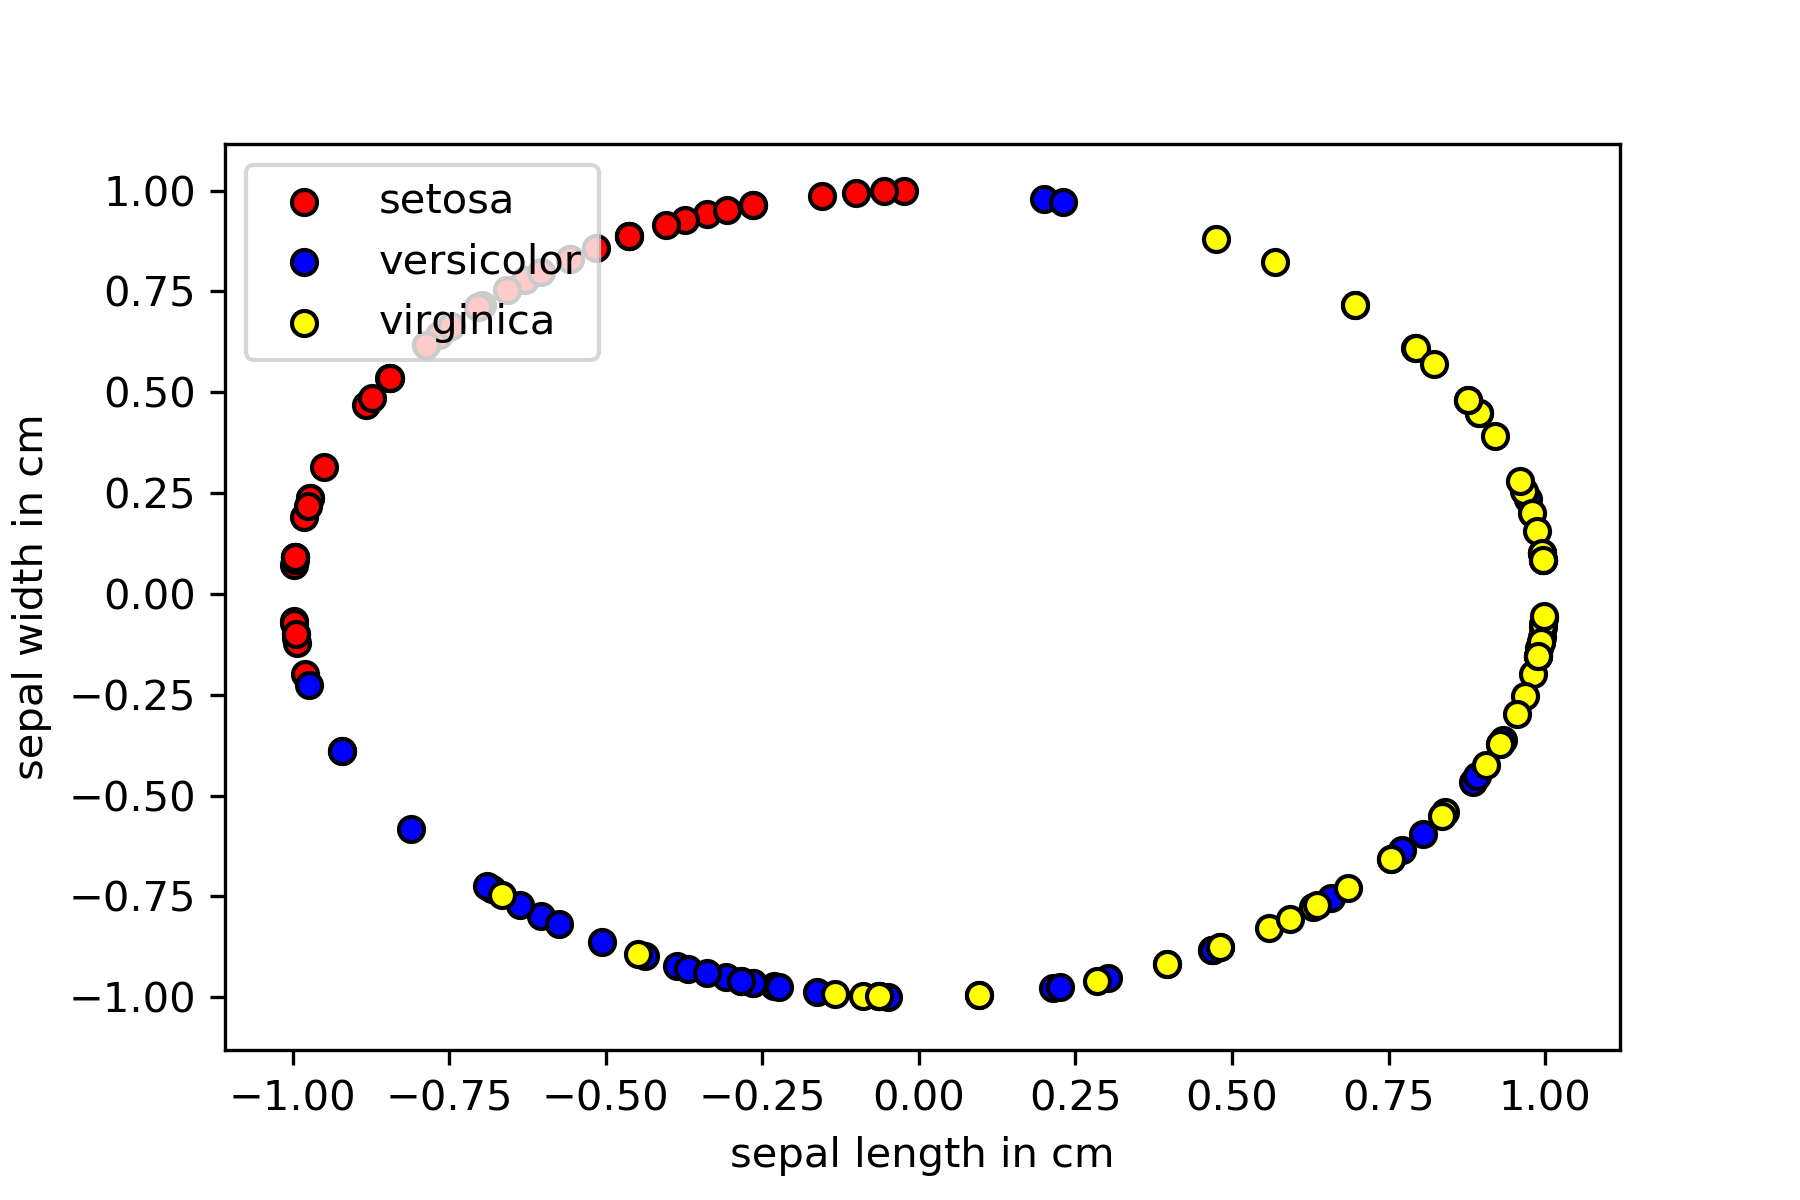 setosa
versicolor
virginica
1.00
0.75
0.50
0.25
0.00
−0.25
−0.50
−0.75
−1.00
sepal width in cm
−1.00 −0.75 −0.50 −0.25 0.00 0.25 0.50 0.75 1.00
sepal length in cm